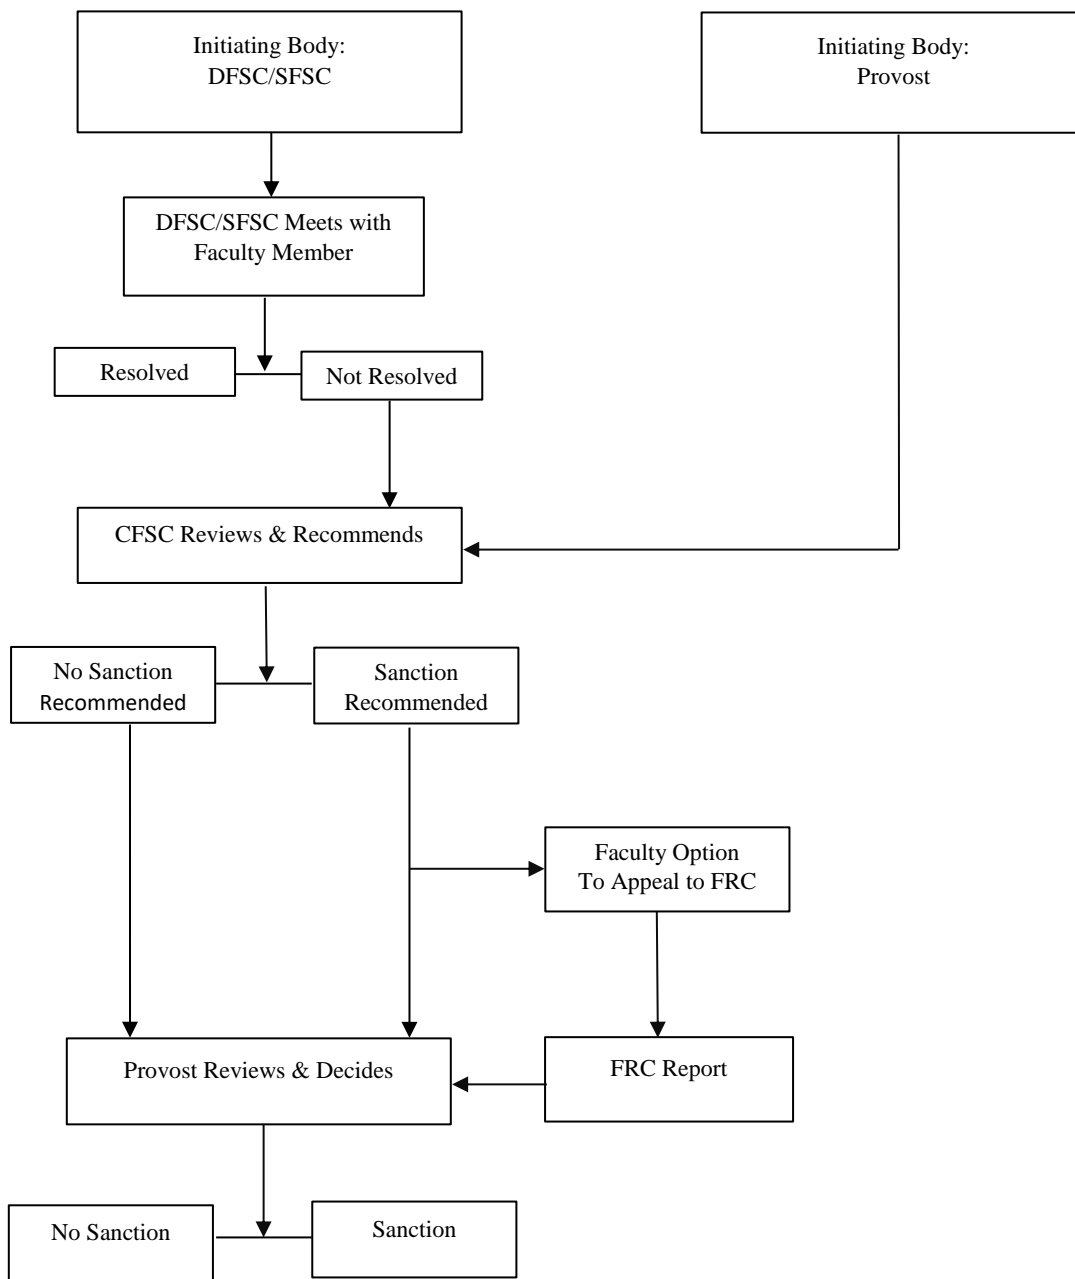 Initiating Body:
DFSC/SFSC
Initiating Body:
Provost
DFSC/SFSC Meets with
Faculty Member
Resolved
Not Resolved
CFSC Reviews & Recommends
No Sanction
Recommended
Sanction
Recommended
Faculty Option
To Appeal to FRC
Provost Reviews & Decides
FRC Report
No Sanction
Sanction